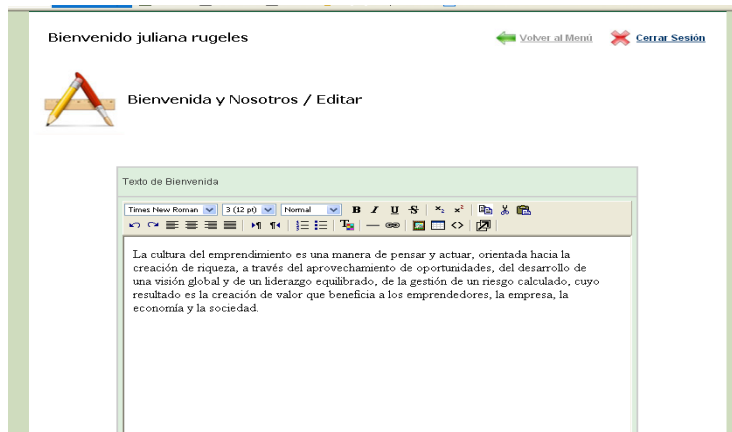 Bienvenido juliana rugeles
Volver al Menú
Cerrar Sesión
Bienvenida y Nosotros / Editar
Texto de Bienvenida
Times New Roman
3 (12 pt)
Normal
B I U S x₂ x²
La cultura del emprendimiento es una manera de pensar y actuar, orientada hacia la
creación de riqueza, a través del aprovechamiento de oportunidades, del desarrollo de
una visión global y de un liderazgo equilibrado, de la gestión de un riesgo calculado, cuyo
resultado es la creación de valor que beneficia a los emprendedores, la empresa, la
economía y la sociedad.